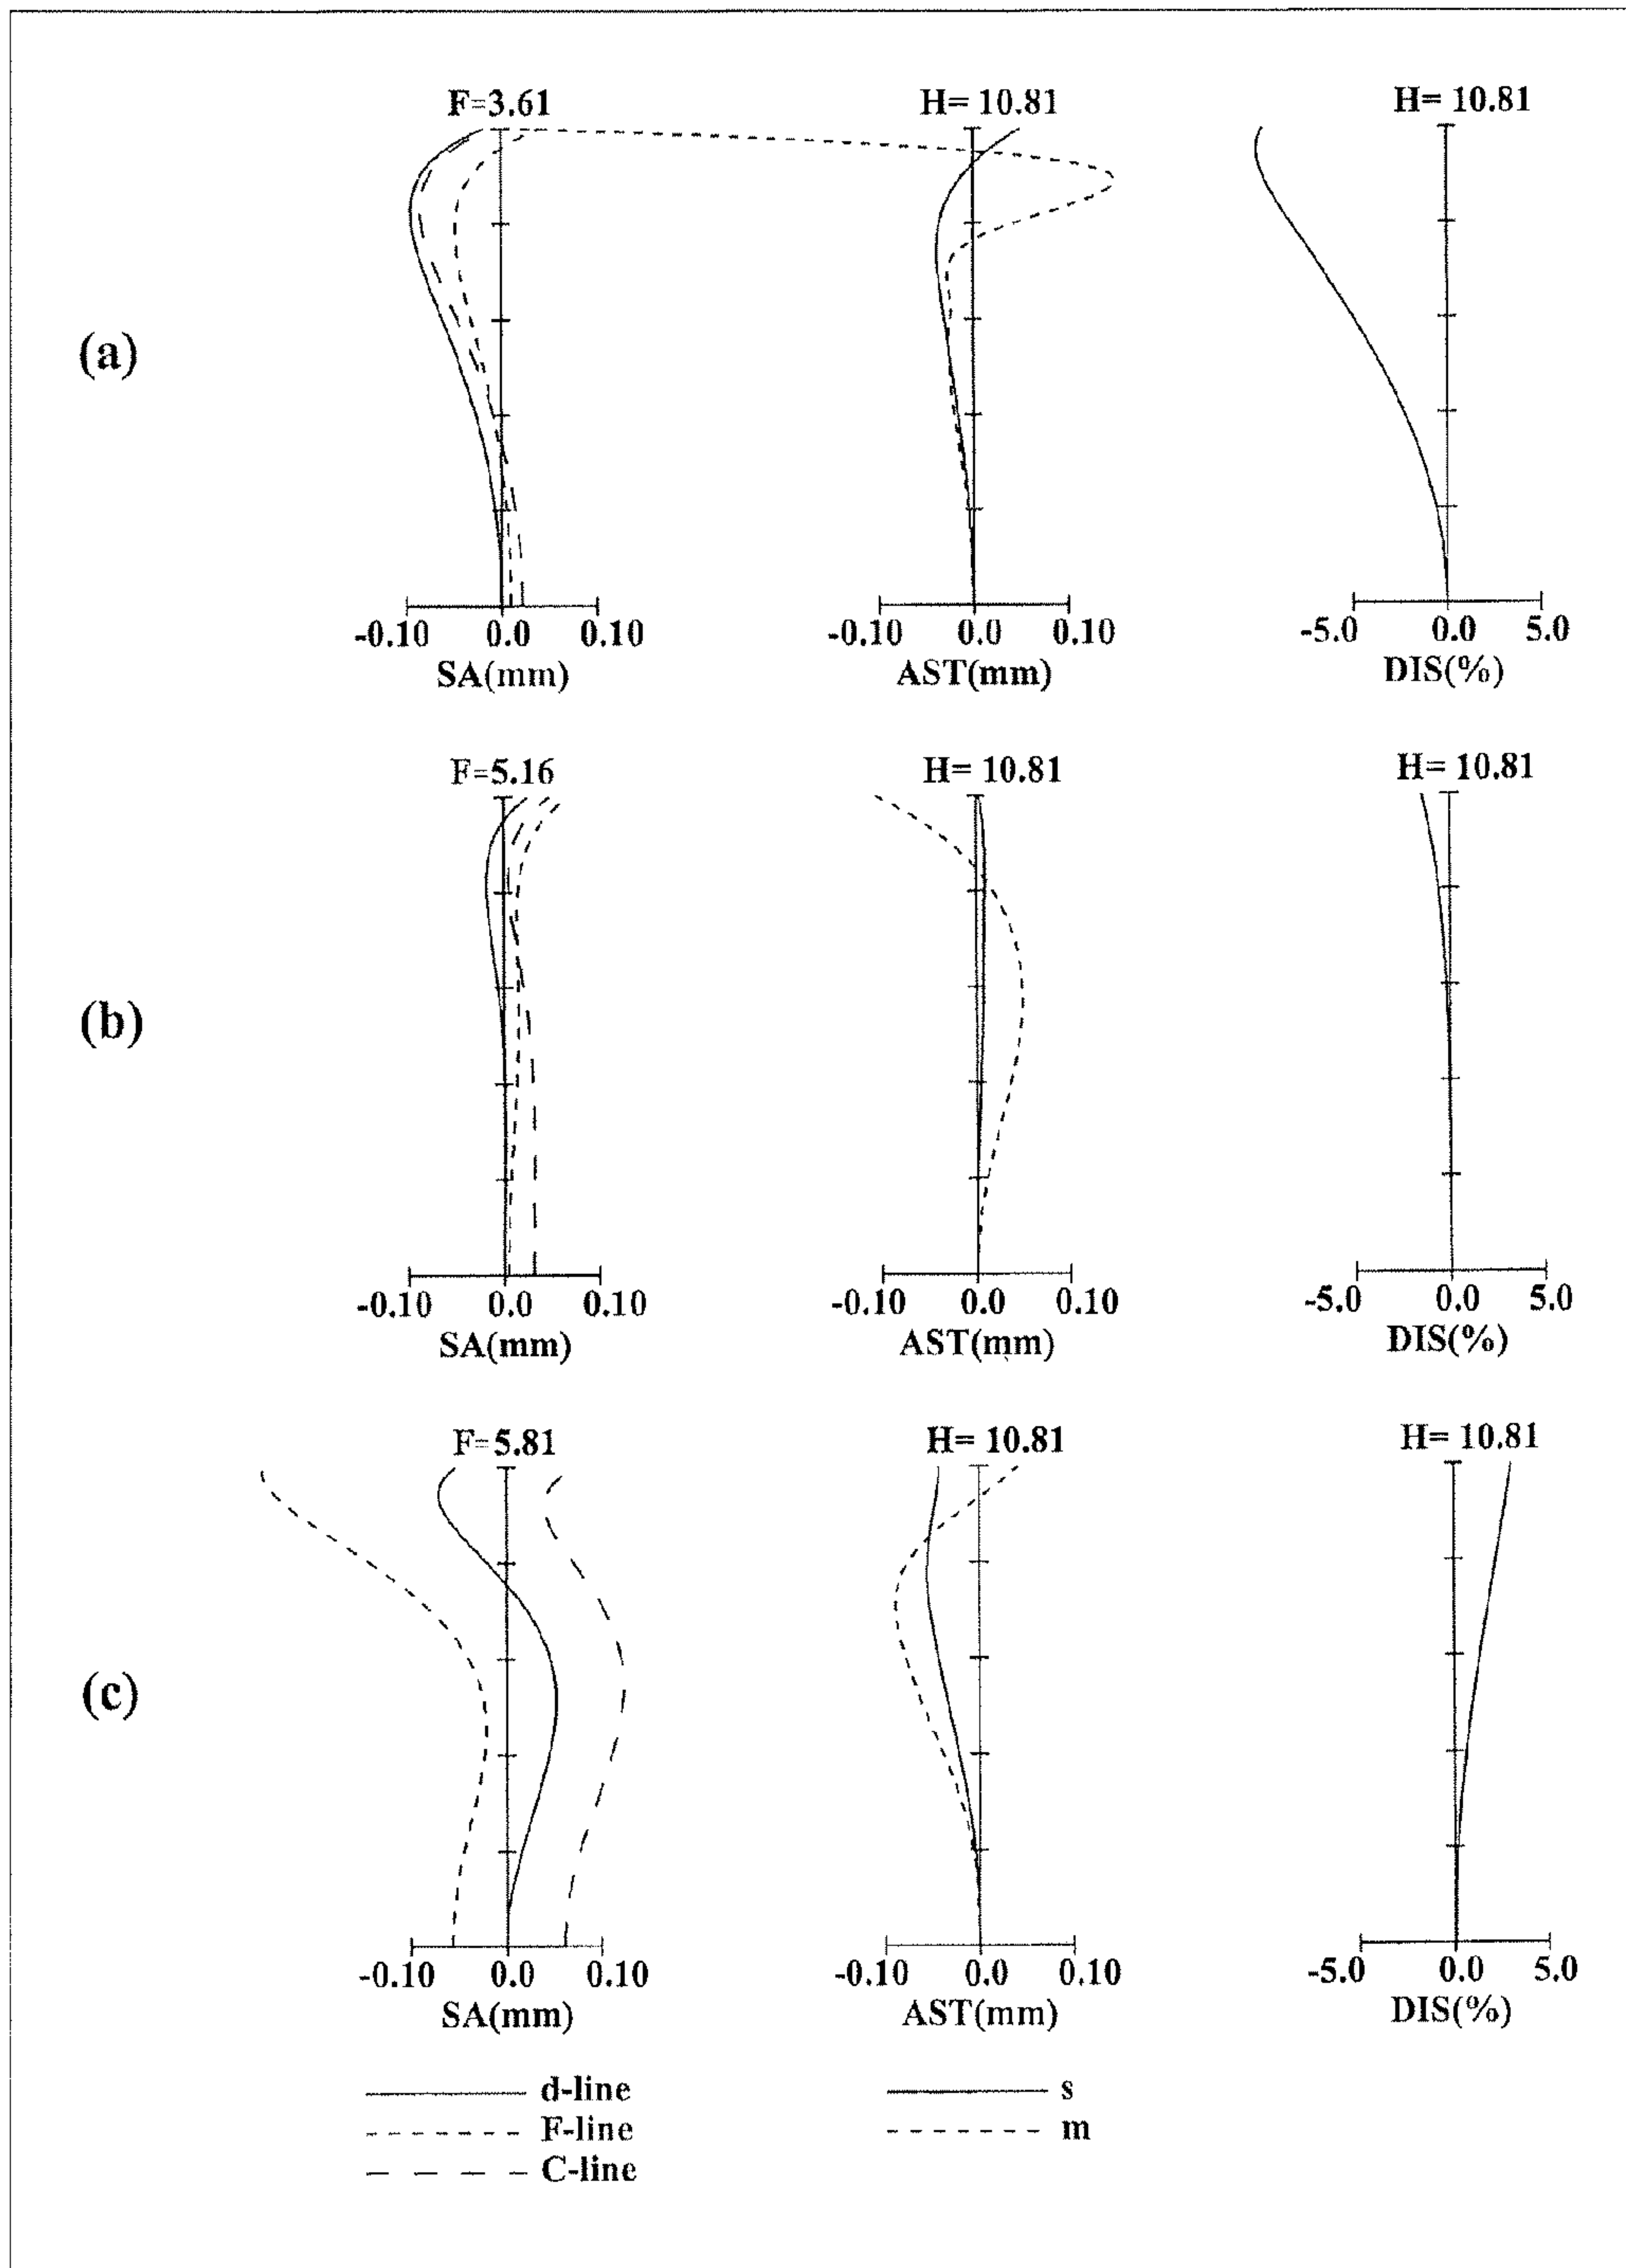 F=3.61 H= 10.81 H= 10.81
(a)
-0.10 0.0 0.10 -0.10 0.0 0.10 -5.0 0.0 5.0
SA(mm) AST(mm) DIS(%)
F=5.16 H= 10.81 H= 10.81
(b)
-0.10 0.0 0.10 -0.10 0.0 0.10 -5.0 0.0 5.0
SA(mm) AST(mm) DIS(%)
F=5.81 H= 10.81 H= 10.81
(c)
-0.10 0.0 0.10 -0.10 0.0 0.10 -5.0 0.0 5.0
SA(mm) AST(mm) DIS(%)
d-line s
F-line m
C-line